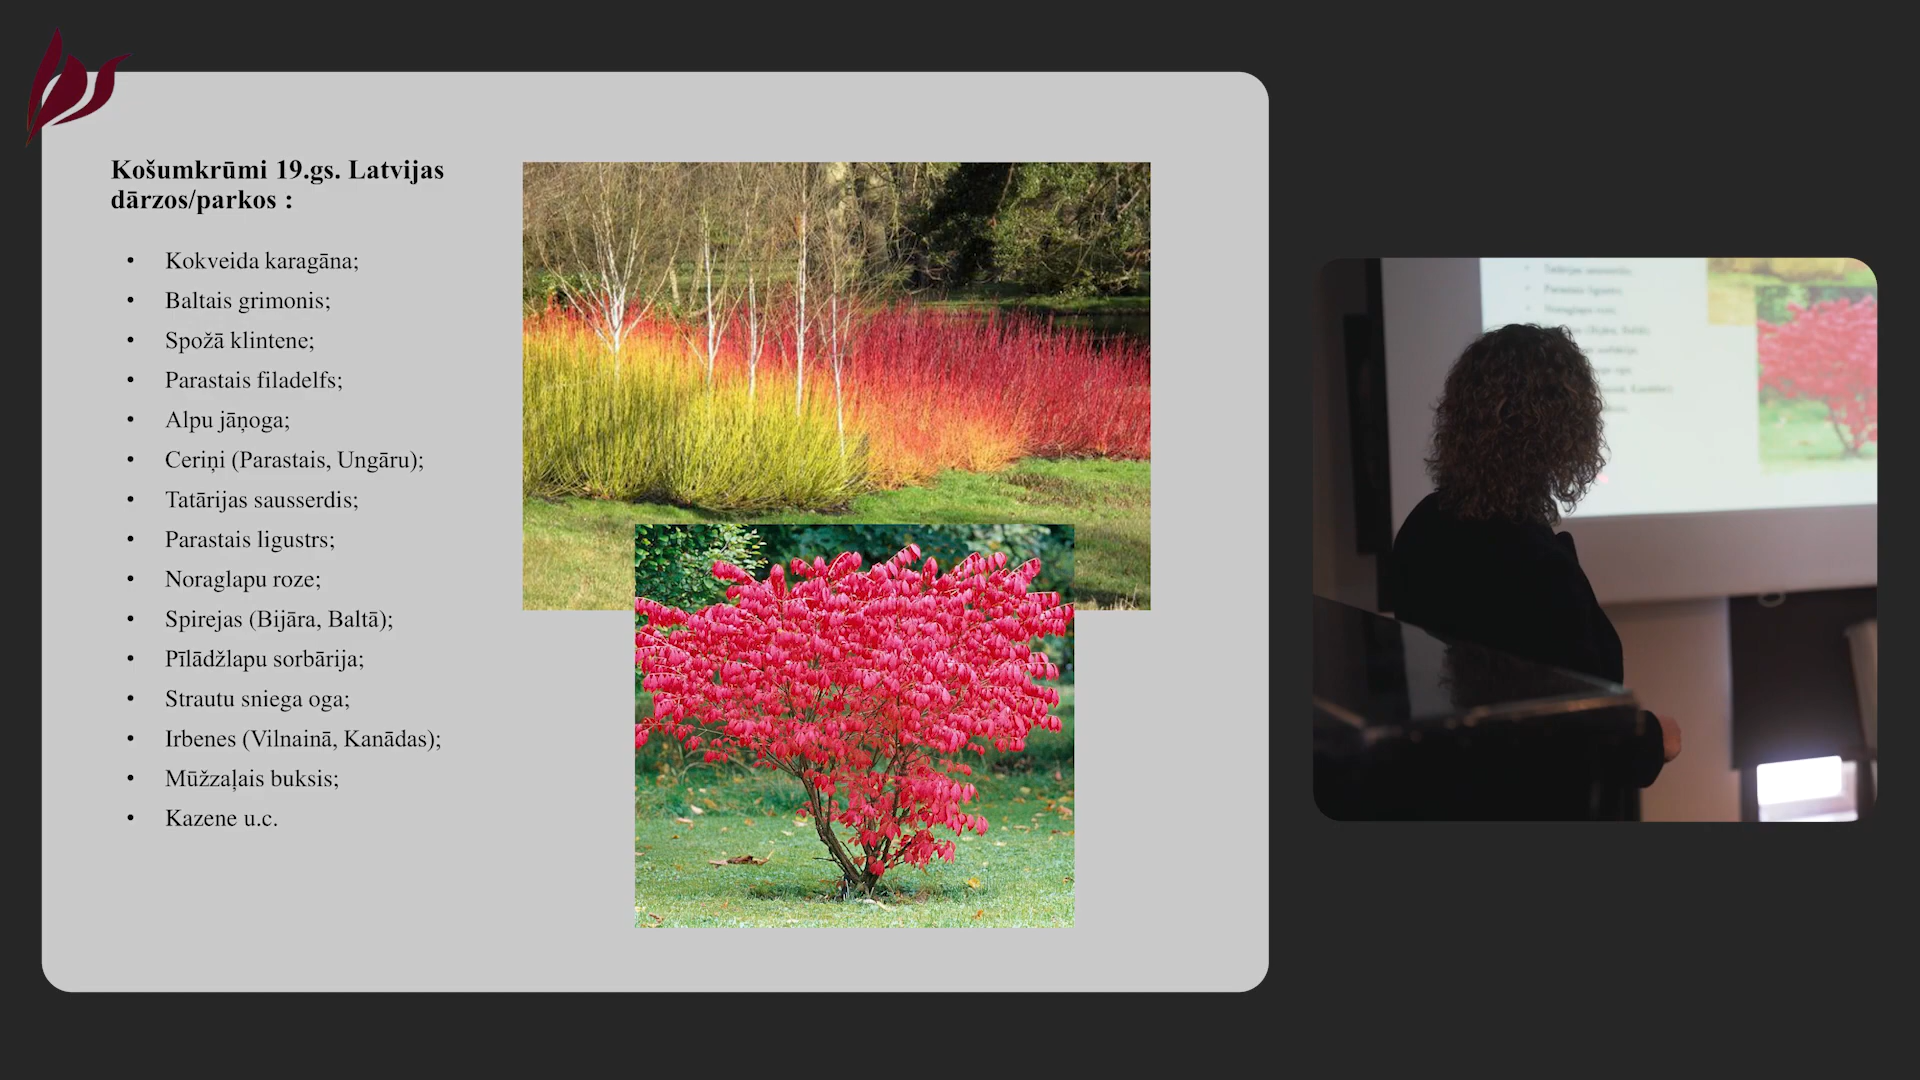 Košumkrūmi 19.gs. Latvijas
dārzos/parkos :
• Kokveida karagāna;
• Baltais grimonis;
• Spožā klintene;
• Parastais filadelfs;
• Alpu jāņoga;
• Ceriņi (Parastais, Ungāru);
• Tatārijas sausserdis;
• Parastais ligustrs;
• Noraglapu roze;
• Spirejas (Bijāra, Baltā);
• Pīlādžlapu sorbārija;
• Strautu sniega oga;
• Irbenes (Vilnainā, Kanādas);
• Mūžzaļais buksis;
• Kazene u.c.